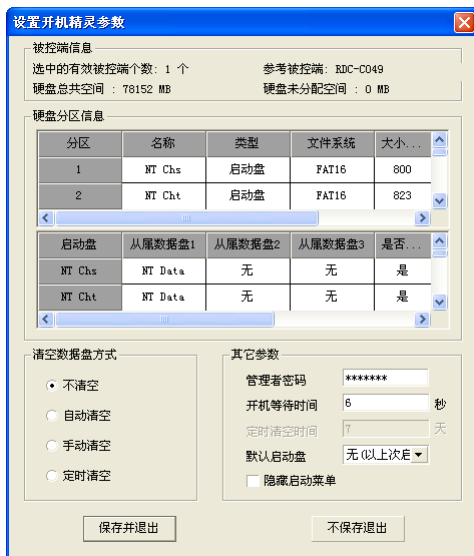 设置开机精灵参数
被控端信息
选中的有效被控端个数: 1 个 参考被控端: RDC-C049
硬盘总共空间 : 78152 MB 硬盘未分配空间 : 0 MB
硬盘分区信息
分区 名称 类型 文件系统 大小...
1 NT Chs 启动盘 FAT16 800
2 NT Cht 启动盘 FAT16 823
启动盘 从属数据盘1 从属数据盘2 从属数据盘3 是否...
NT Chs NT Data 无 无 是
NT Cht NT Data 无 无 是
清空数据盘方式 其它参数
不清空 管理者密码 *******
自动清空 开机等待时间 6 秒
手动清空 定时清空时间 7 天
定时清空 默认启动盘 无(以上次启
隐藏启动菜单
保存并退出 不保存退出